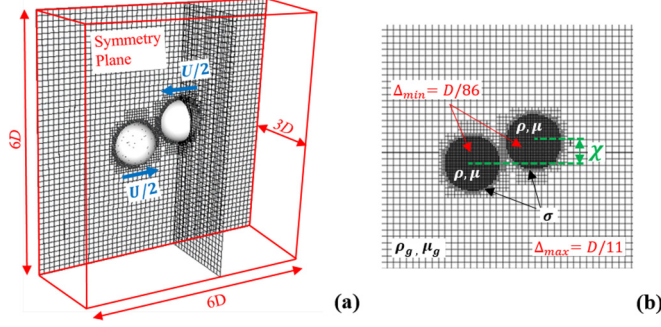 Symmetry
Plane
U/2
6D
3D
U/2
6D
(a)
Δmin = D/86
ρ, μ
χ
ρ, μ
σ
ρg, μg
Δmax = D/11
(b)